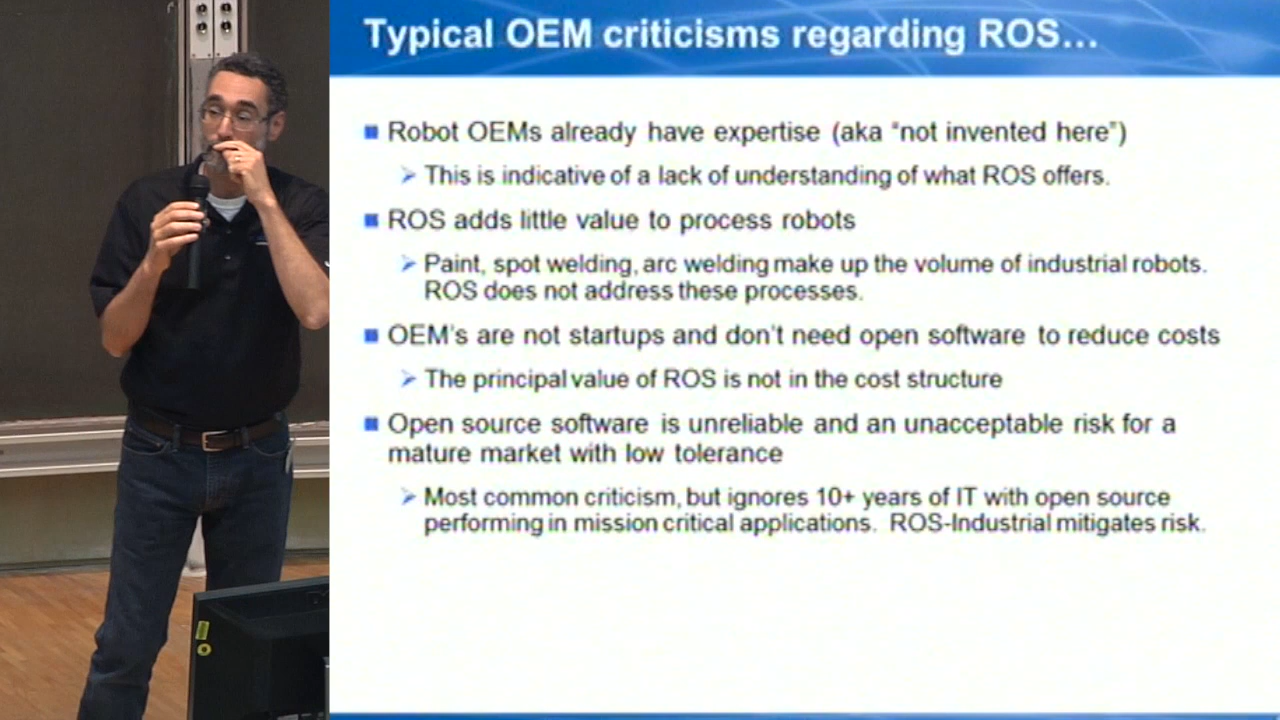 Typical OEM criticisms regarding ROS…
Robot OEMs already have expertise (aka "not invented here")
This is indicative of a lack of understanding of what ROS offers.
ROS adds little value to process robots
Paint, spot welding, arc welding make up the volume of industrial robots.
ROS does not address these processes.
OEM's are not startups and don't need open software to reduce costs
The principal value of ROS is not in the cost structure
Open source software is unreliable and an unacceptable risk for a
mature market with low tolerance
Most common criticism, but ignores 10+ years of IT with open source
performing in mission critical applications. ROS-Industrial mitigates risk.